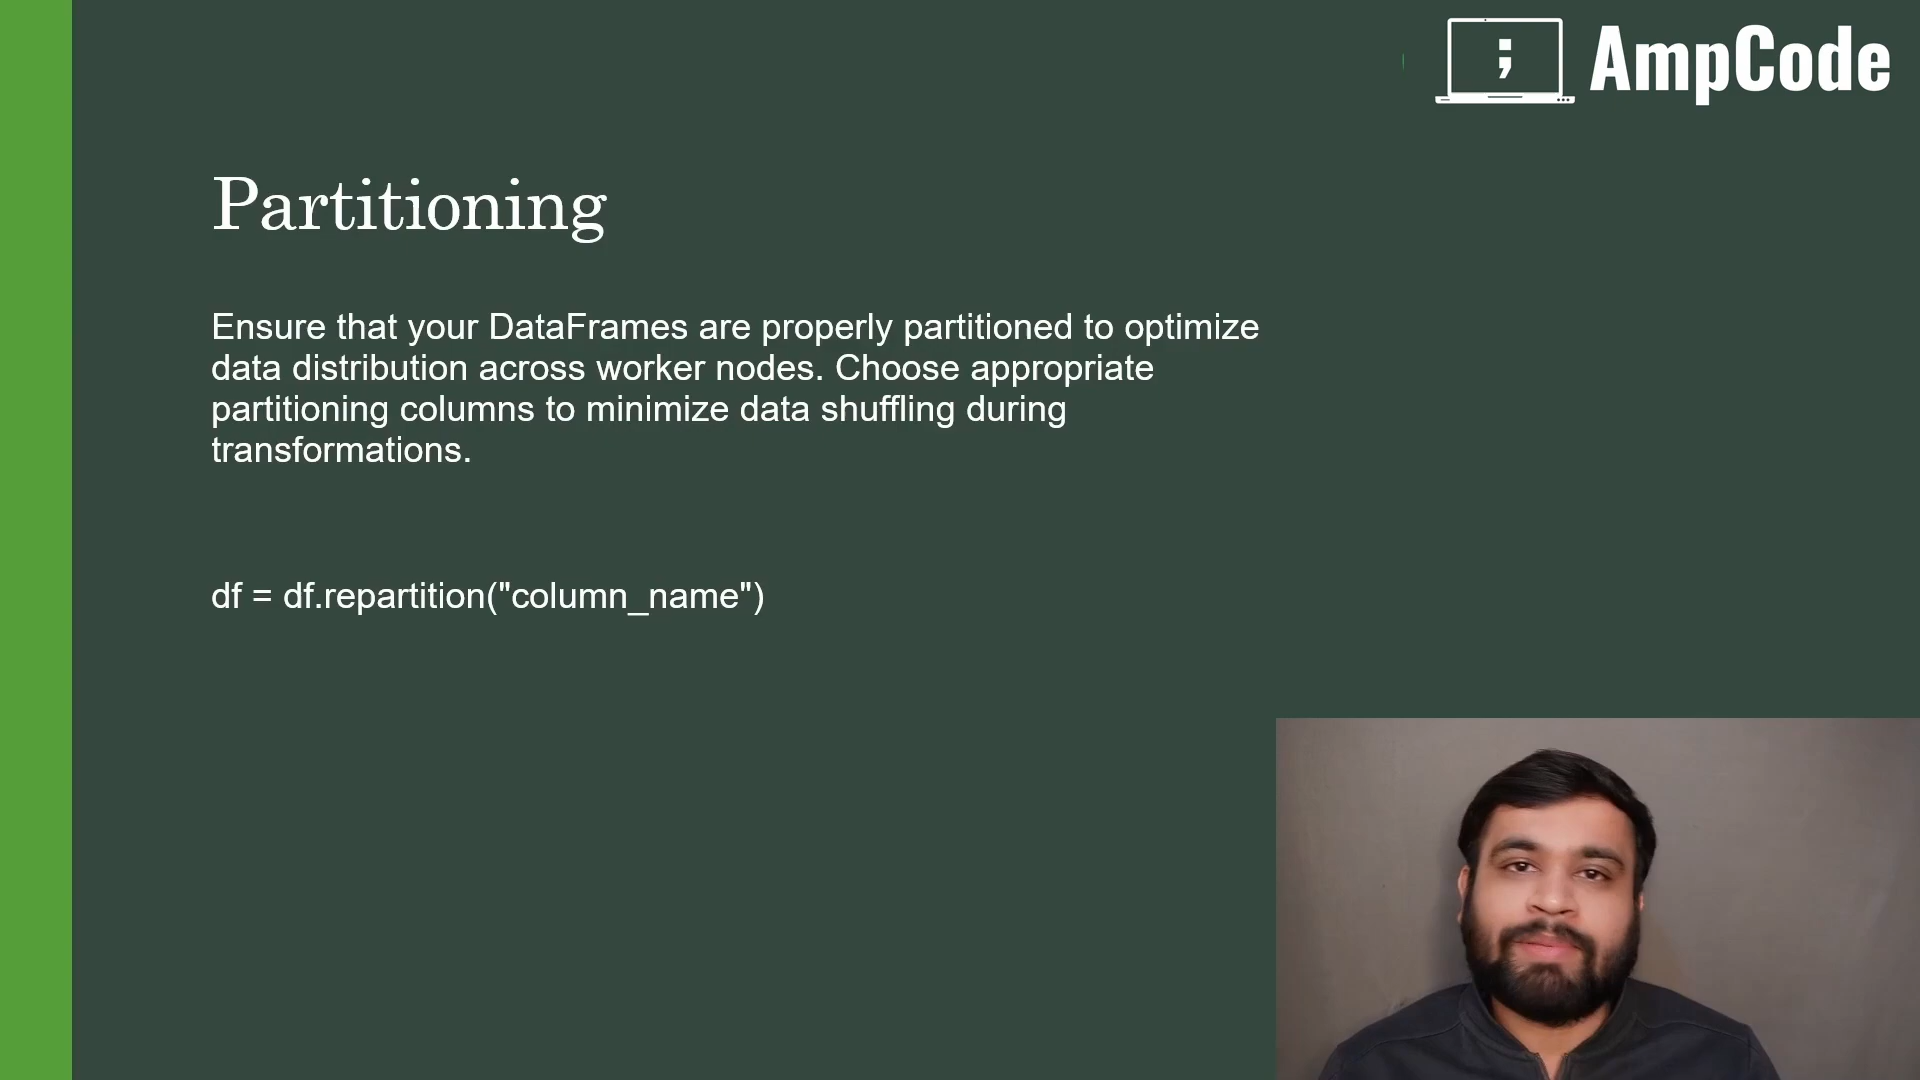 ; AmpCode
Partitioning
Ensure that your DataFrames are properly partitioned to optimize
data distribution across worker nodes. Choose appropriate
partitioning columns to minimize data shuffling during
transformations.
df = df.repartition("column_name")